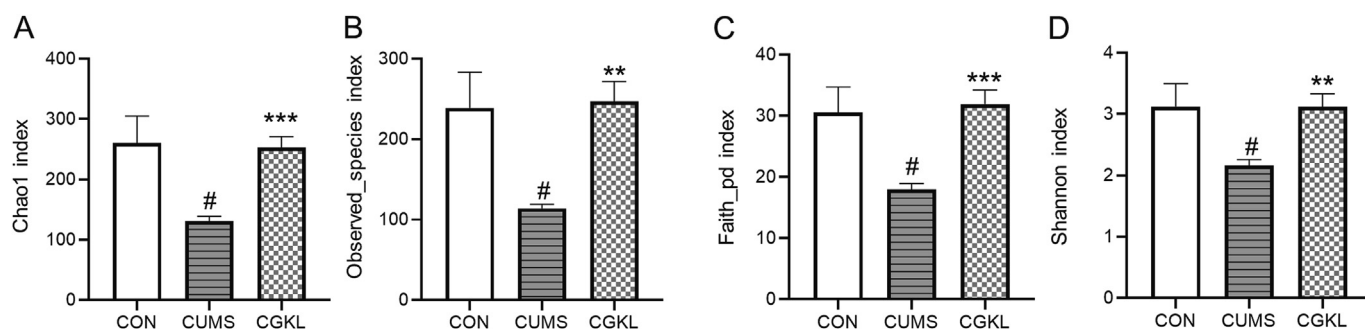 A
Chao1 index
400
300
200
100
0
#
***
CON CUMS CGKL
B
Observed_species index
300
200
100
0
#
**
CON CUMS CGKL
C
Faith_pd index
40
30
20
10
0
#
***
CON CUMS CGKL
D
Shannon index
4
3
2
1
0
#
**
CON CUMS CGKL